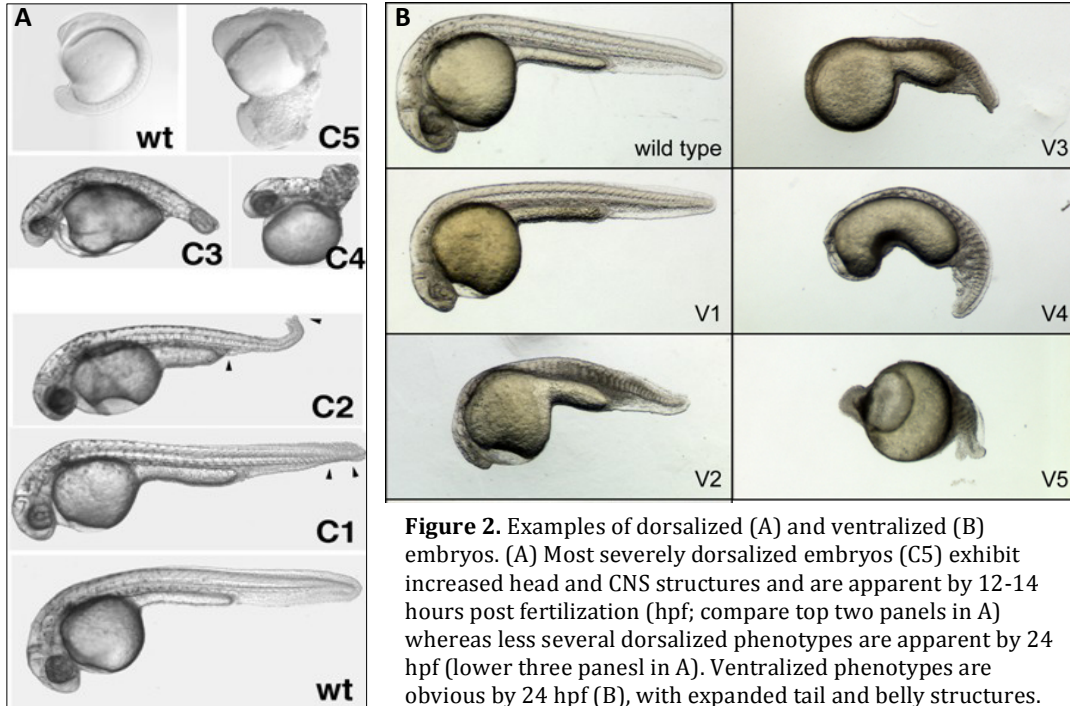 A
wt
C5
C3
C4
C2
C1
wt
B
wild type
V3
V1
V4
V2
V5
Figure 2. Examples of dorsalized (A) and ventralized (B)
embryos. (A) Most severely dorsalized embryos (C5) exhibit
increased head and CNS structures and are apparent by 12-14
hours post fertilization (hpf; compare top two panels in A)
whereas less several dorsalized phenotypes are apparent by 24
hpf (lower three panesl in A). Ventralized phenotypes are
obvious by 24 hpf (B), with expanded tail and belly structures.